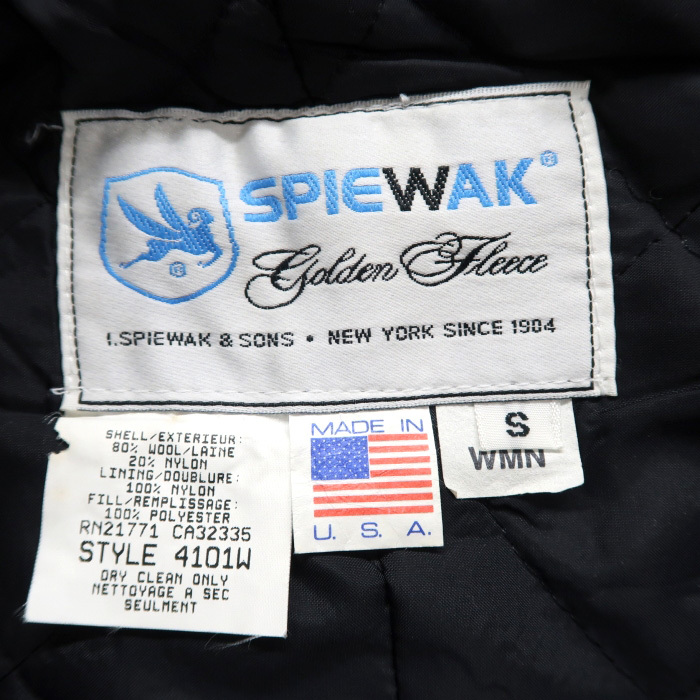 SPIEWAK®
®
Golden Fleece
I.SPIEWAK & SONS • NEW YORK SINCE 1904
SHELL/EXTERIEUR:
80% WOOL/LAINE
20% NYLON
LINING/DOUBLURE:
100% NYLON
FILL/REMPLISSAGE:
100% POLYESTER
RN21771 CA32335
STYLE 4101W
DRY CLEAN ONLY
NETTOYAGE A SEC
SEULMENT
MADE IN
U. S. A.
S
WMN